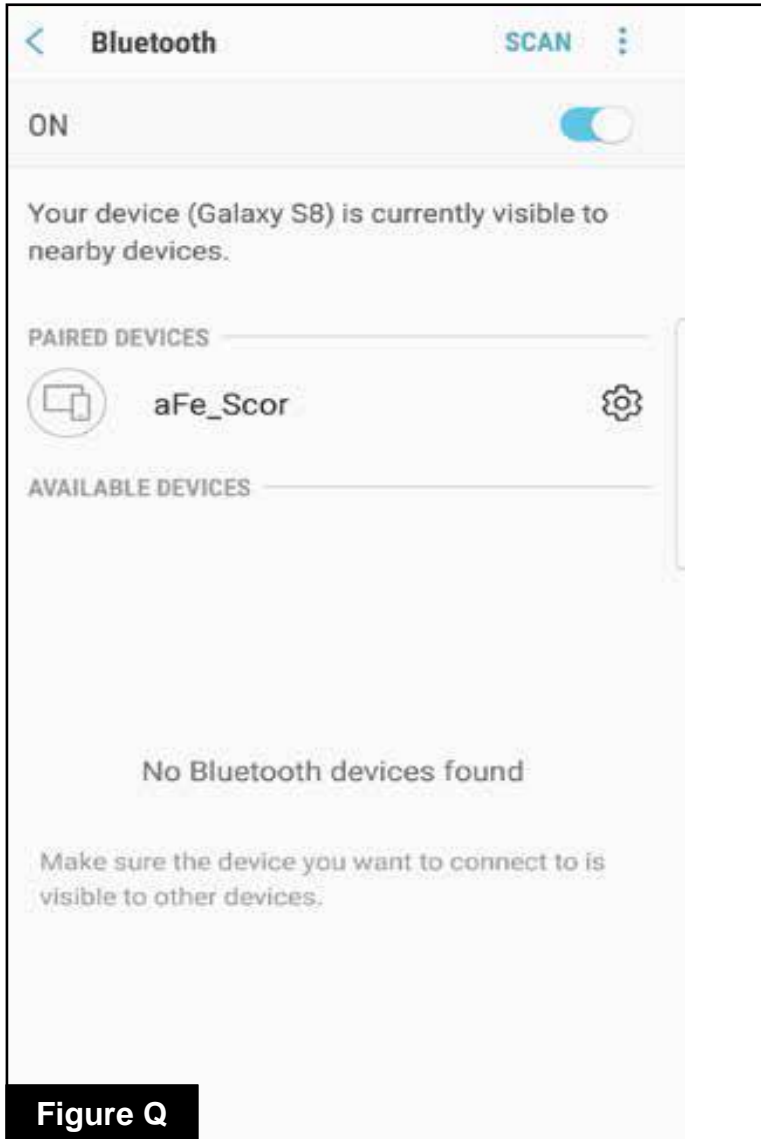 Bluetooth SCAN
ON
Your device (Galaxy S8) is currently visible to
nearby devices.
PAIRED DEVICES
aFe_Scor
AVAILABLE DEVICES
No Bluetooth devices found
Make sure the device you want to connect to is
visible to other devices.
Figure Q